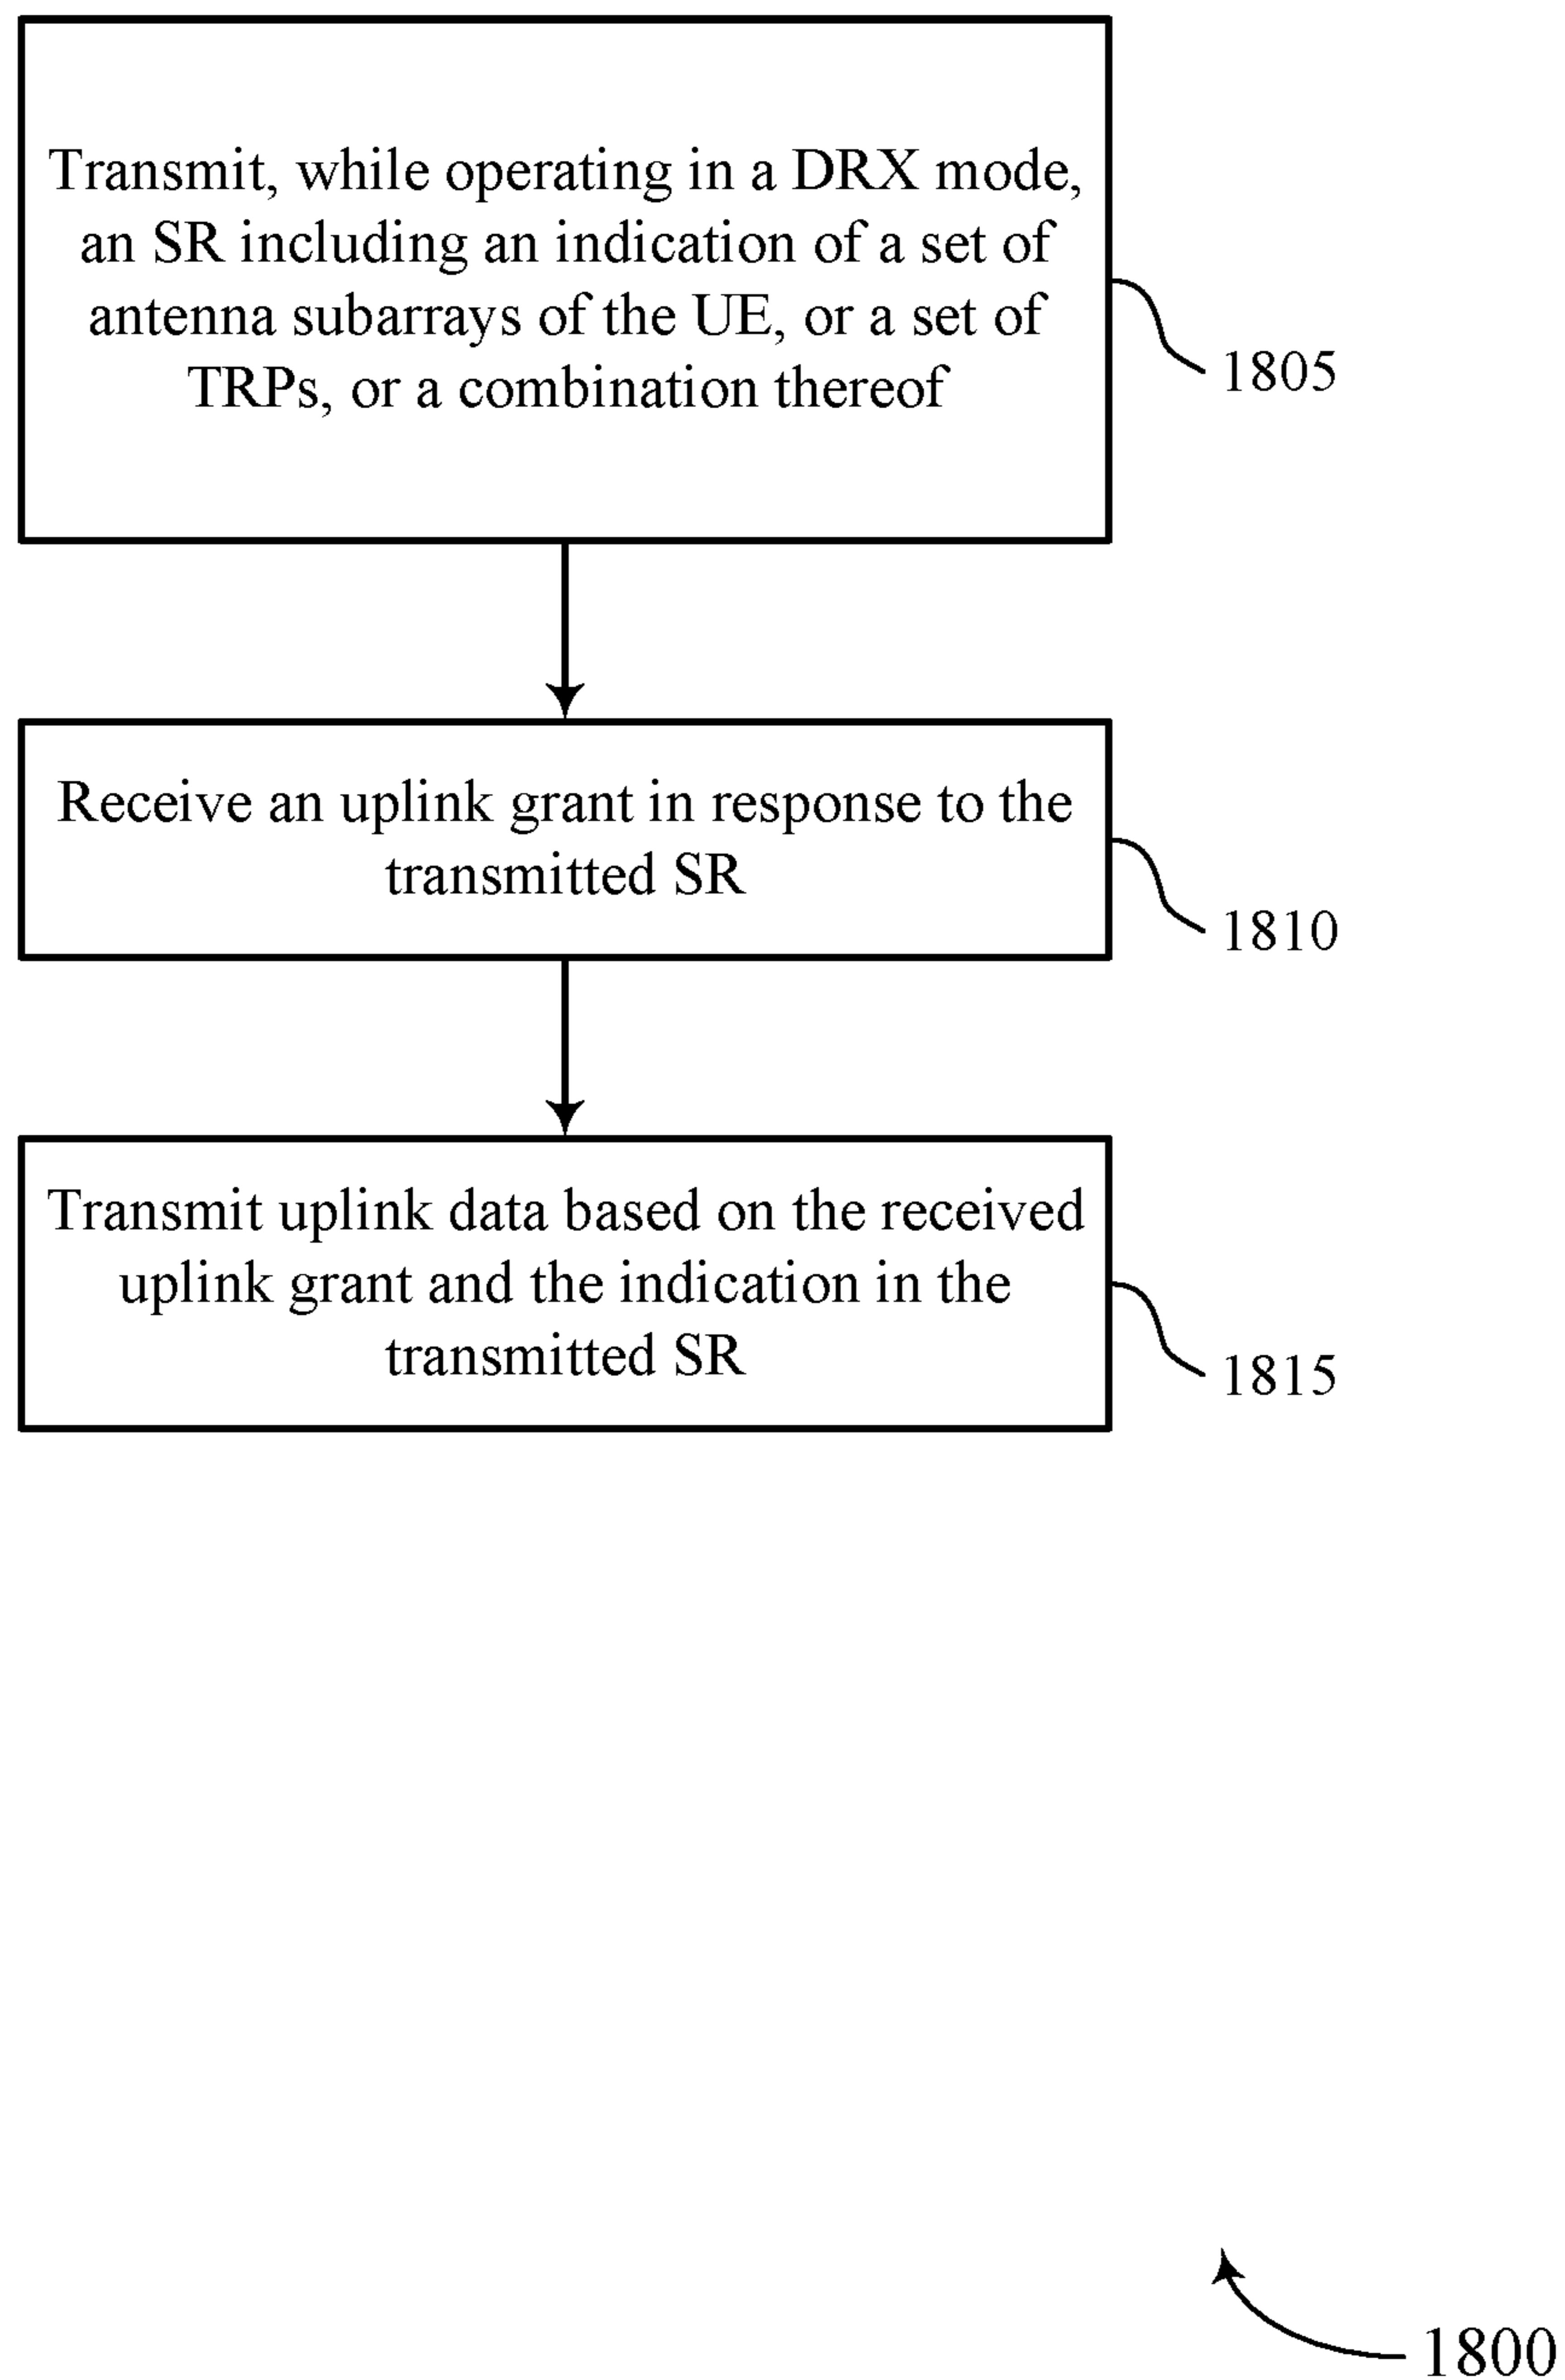 Transmit, while operating in a DRX mode,
an SR including an indication of a set of
antenna subarrays of the UE, or a set of
TRPs, or a combination thereof
1805
Receive an uplink grant in response to the
transmitted SR
1810
Transmit uplink data based on the received
uplink grant and the indication in the
transmitted SR
1815
1800